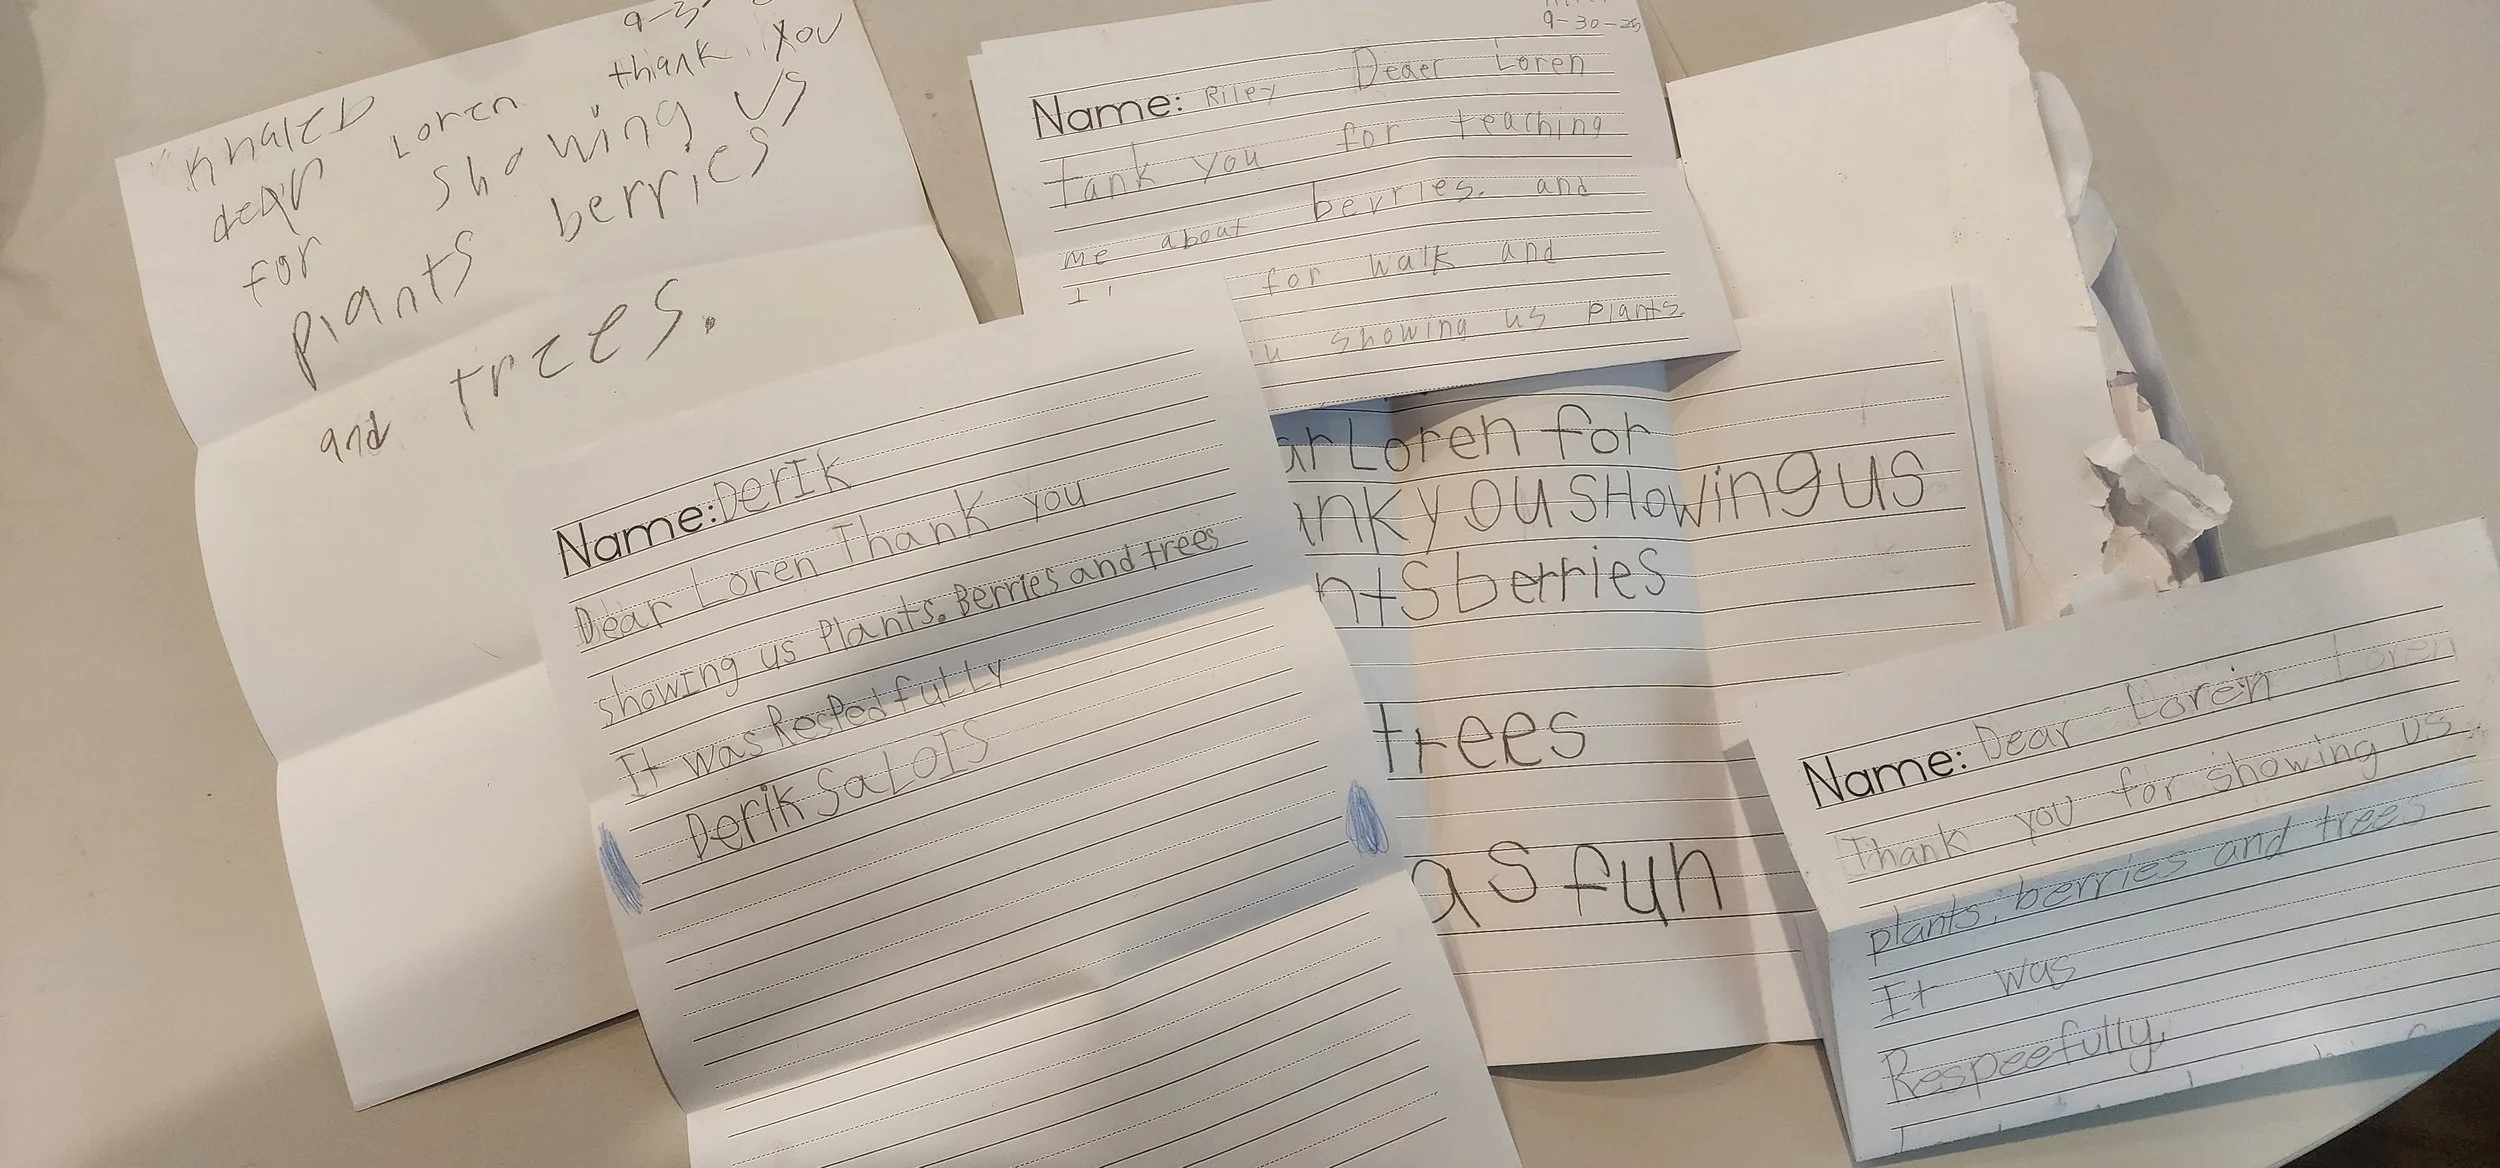 9-3
Khaled
dear Loren thank you
for showing us
plants berries
and trees.
9-30-25
Name: Riley Deaer Loren
tank you for teaching
me about berries. and
for walk and
showing us plants.
Name: Derik
Dear Loren Thank you
showing us Plants. Berries and trees
It was Respedfully
Derik Salois
ar Loren for
ank you sHowing us
nts berries
trees
as fun
Name: Dear Loren Loren
Thank you for showing us
plants, berries and trees
It was
Respeefully,